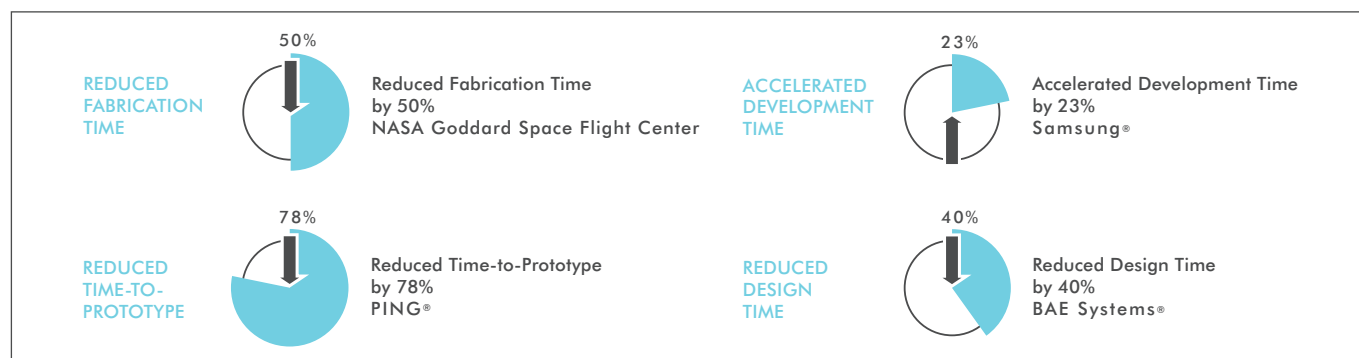 50%
REDUCED
FABRICATION
TIME
Reduced Fabrication Time
by 50%
NASA Goddard Space Flight Center
23%
ACCELERATED
DEVELOPMENT
TIME
Accelerated Development Time
by 23%
Samsung®
78%
REDUCED
TIME-TO-
PROTOTYPE
Reduced Time-to-Prototype
by 78%
PING®
40%
REDUCED
DESIGN
TIME
Reduced Design Time
by 40%
BAE Systems®